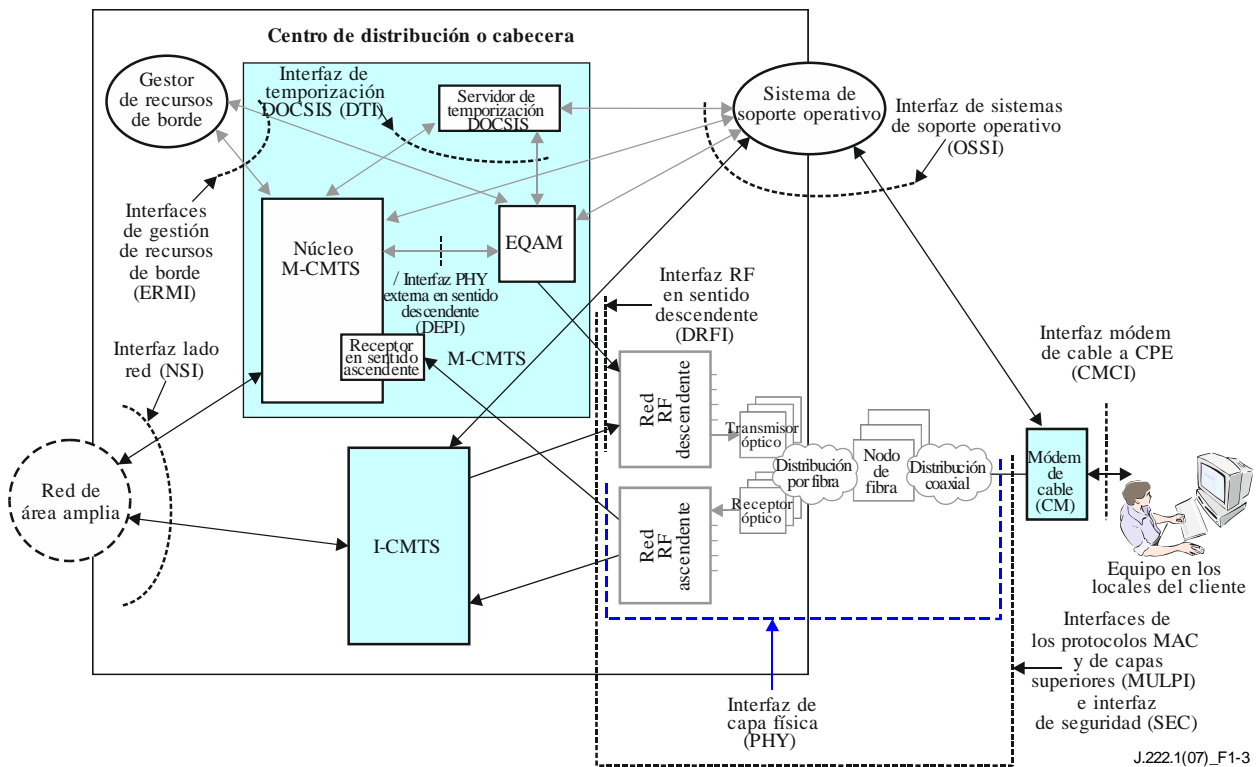 Centro de distribución o cabecera
Gestor
de recursos
de borde
Interfaz de
temporización
DOCSIS (DTI)
Servidor de
temporización
DOCSIS
Sistema de
soporte operativo
Interfaz de sistemas
de soporte operativo
(OSSI)
Interfaces
de gestión
de recursos
de borde
(ERMI)
Núcleo
M-CMTS
EQAM
/ Interfaz PHY
externa en sentido
descendente
(DEPI)
Interfaz RF
en sentido
descendente
(DRFI)
Receptor
en sentido
ascendente
M-CMTS
Interfaz lado
red (NSI)
Interfaz módem
de cable a CPE
(CMCI)
Red
RF
descendente
Transmisor
óptico
Distribución
por fibra
Nodo
de
fibra
Distribución
coaxial
Módem
de
cable
(CM)
Red de
área amplia
I-CMTS
Red
RF
ascendente
Receptor
óptico
Equipo en los
locales del cliente
Interfaces de
los protocolos MAC
y de capas
superiores (MULPI)
e interfaz
de seguridad (SEC)
Interfaz de
capa física
(PHY)
J.222.1(07)_F1-3